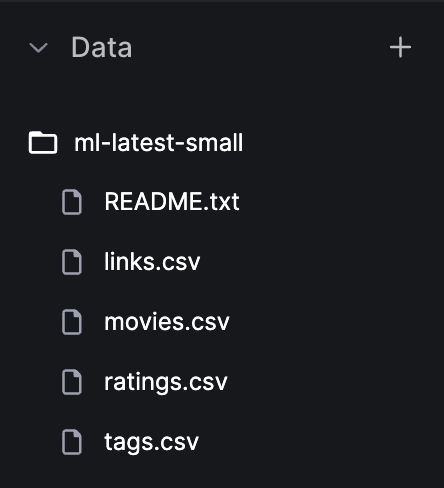 Data
ml-latest-small
README.txt
links.csv
movies.csv
ratings.csv
tags.csv